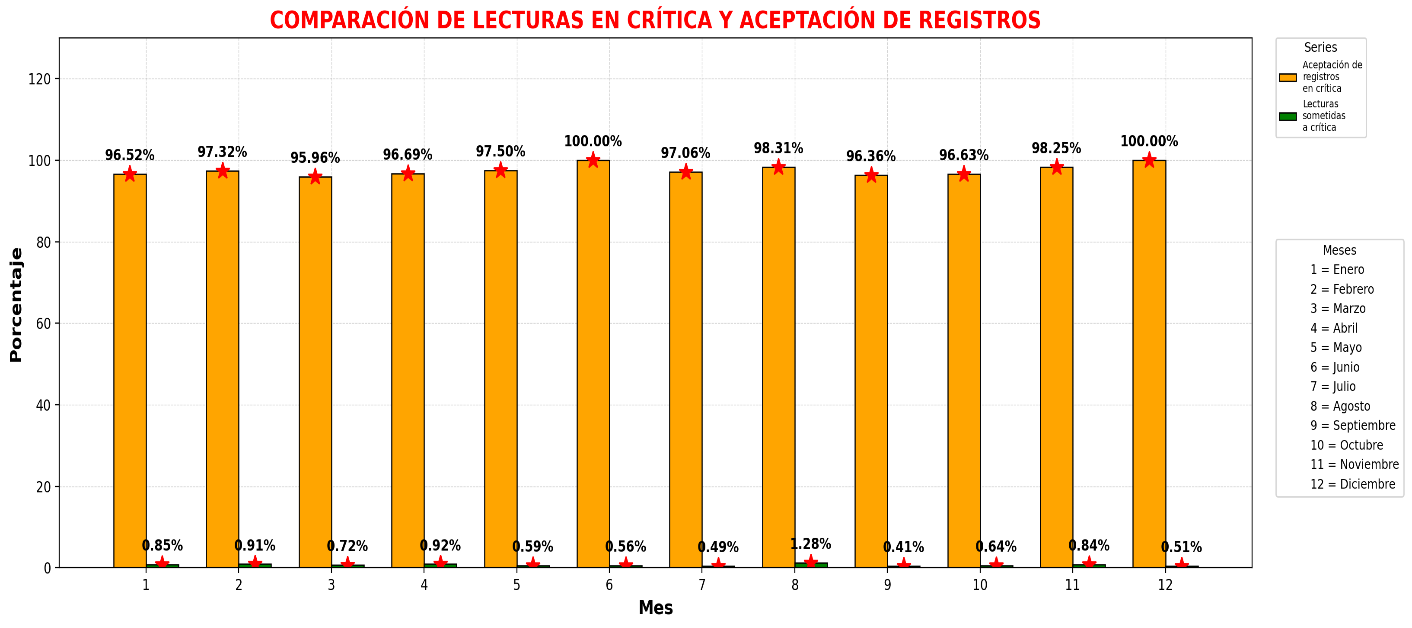 COMPARACIÓN DE LECTURAS EN CRÍTICA Y ACEPTACIÓN DE REGISTROS
Series
Aceptación de
registros
en crítica
Lecturas
sometidas
a crítica
120
100
80
60
40
20
0
Porcentaje
96.52%
97.32%
95.96%
96.69%
97.50%
100.00%
97.06%
98.31%
96.36%
96.63%
98.25%
100.00%
0.85%
0.91%
0.72%
0.92%
0.59%
0.56%
0.49%
1.28%
0.41%
0.64%
0.84%
0.51%
1
2
3
4
5
6
7
8
9
10
11
12
Mes
Meses
1 = Enero
2 = Febrero
3 = Marzo
4 = Abril
5 = Mayo
6 = Junio
7 = Julio
8 = Agosto
9 = Septiembre
10 = Octubre
11 = Noviembre
12 = Diciembre